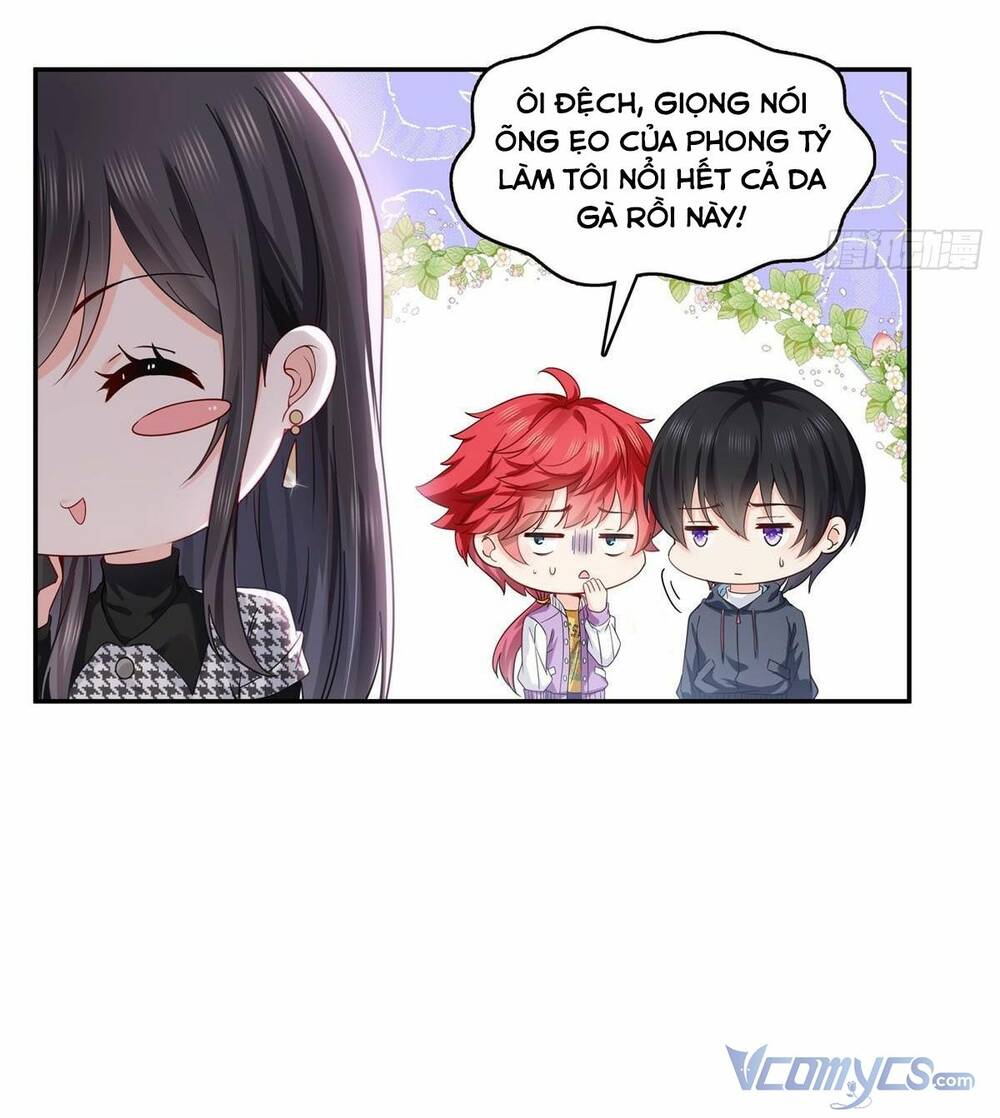 ÔI ĐỆCH, GIỌNG NÓI
ÕNG ẸO CỦA PHONG TỶ
LÀM TÔI NỔI HẾT CẢ DA
GÀ RỒI NÀY!
VCOMYCS.COM